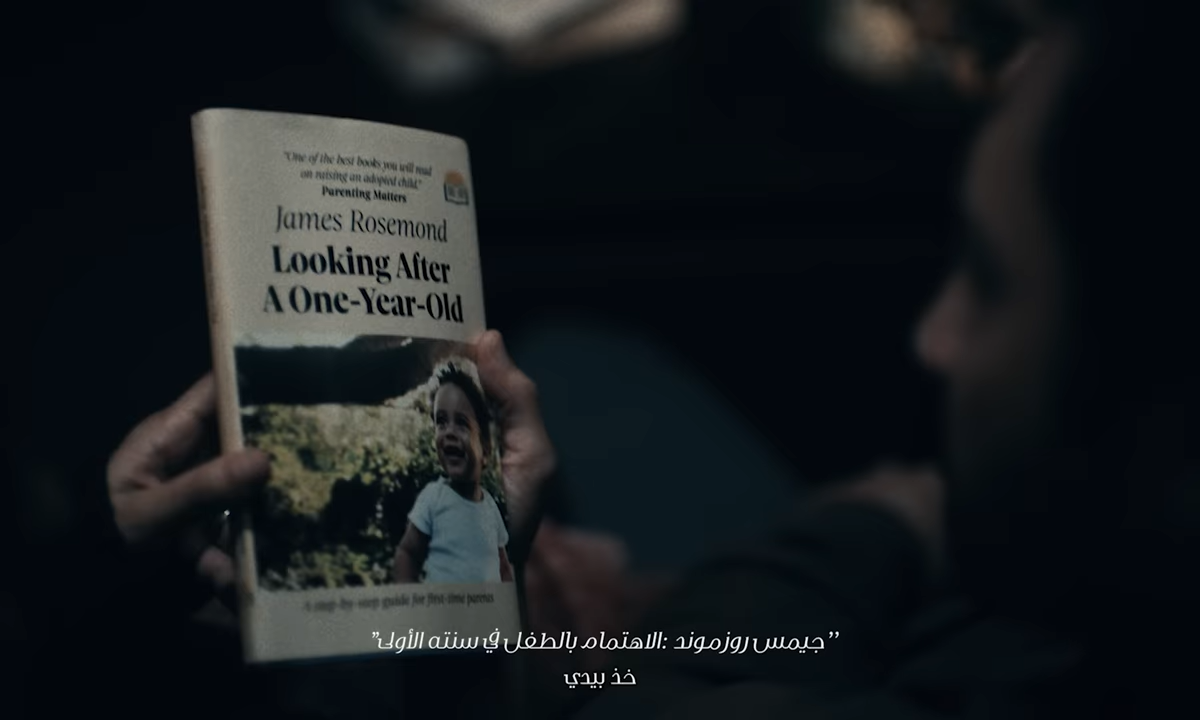 "One of the best books you will read
on raising an adopted child."
Parenting Matters
James Rosemond
Looking After
A One-Year-Old
A step-by-step guide for first-time parents
"جيمس روزموند :الاهتمام بالطفل في سنته الأولى"
خذ بيدي